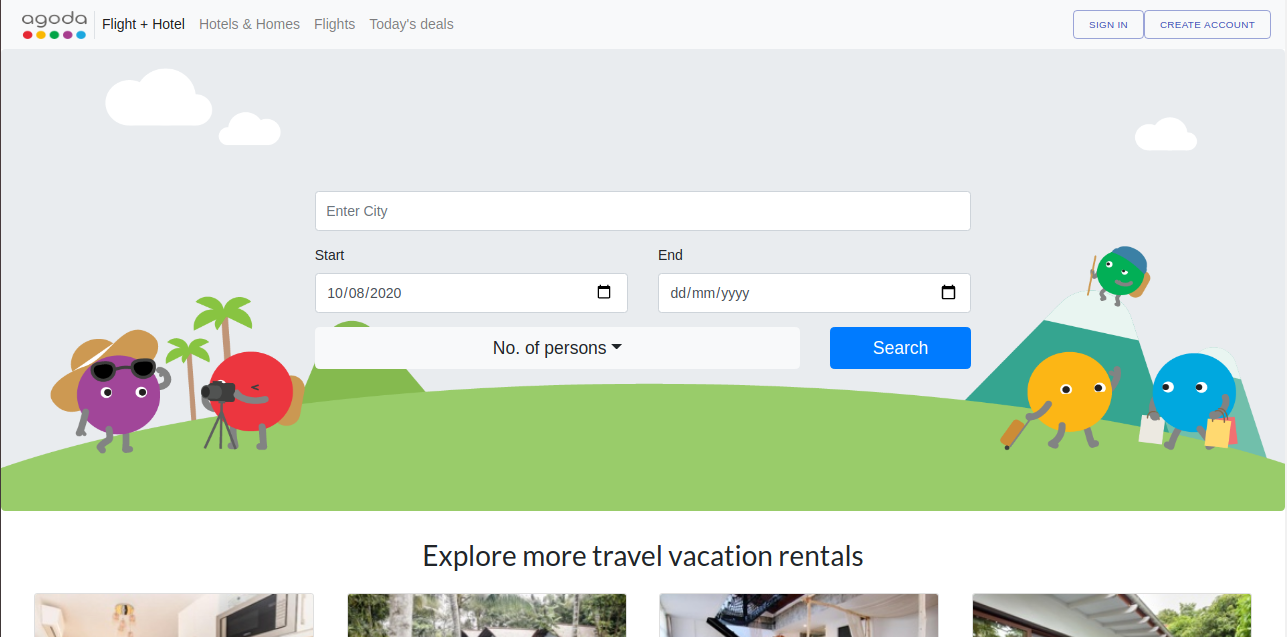 agoda Flight + Hotel Hotels & Homes Flights Today's deals SIGN IN CREATE ACCOUNT
Enter City
Start End
10/08/2020 dd/mm/yyyy
No. of persons Search
Explore more travel vacation rentals